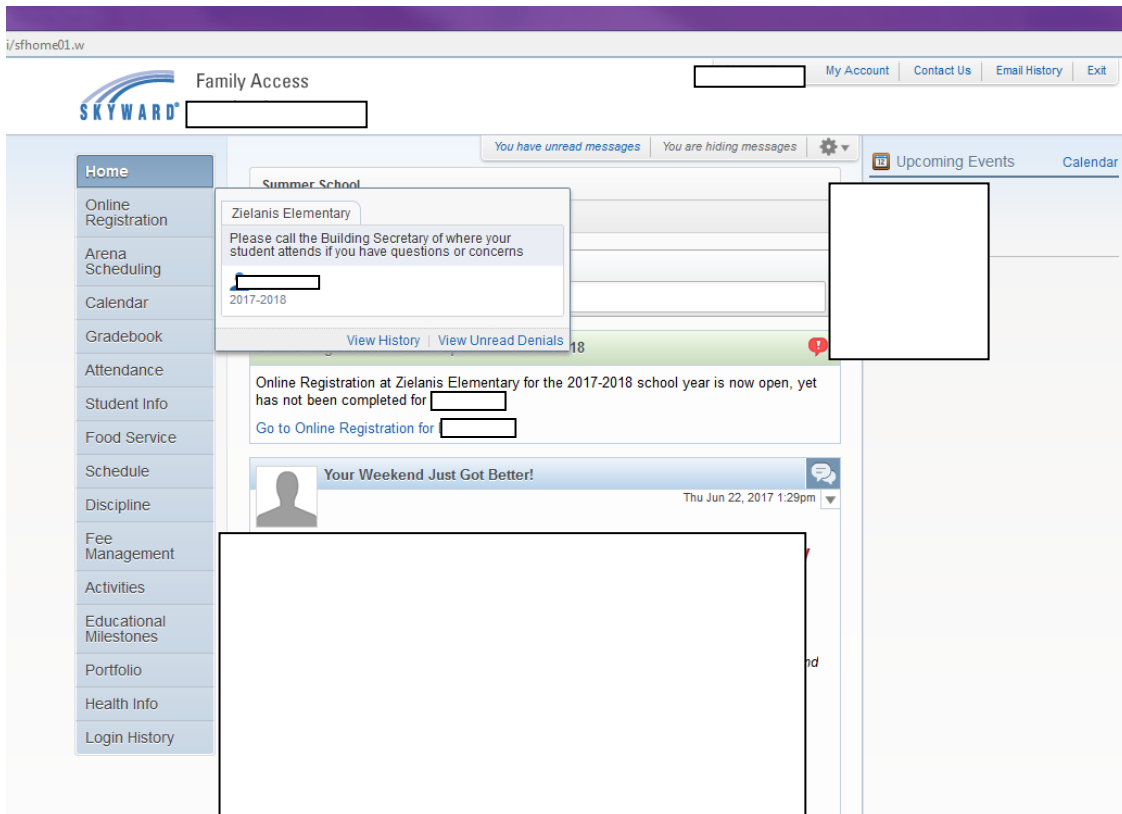 i/sfhome01.w
SKYWARD®
Family Access
My Account
Contact Us
Email History
Exit
You have unread messages
You are hiding messages
12
Upcoming Events
Calendar
Home
Online
Registration
Arena
Scheduling
Calendar
Gradebook
Attendance
Student Info
Food Service
Schedule
Discipline
Fee
Management
Activities
Educational
Milestones
Portfolio
Health Info
Login History
Summer School
Zielanis Elementary
Please call the Building Secretary of where your
student attends if you have questions or concerns
2017-2018
View History | View Unread Denials
18
Online Registration at Zielanis Elementary for the 2017-2018 school year is now open, yet
has not been completed for
Go to Online Registration for
Your Weekend Just Got Better!
Thu Jun 22, 2017 1:29pm